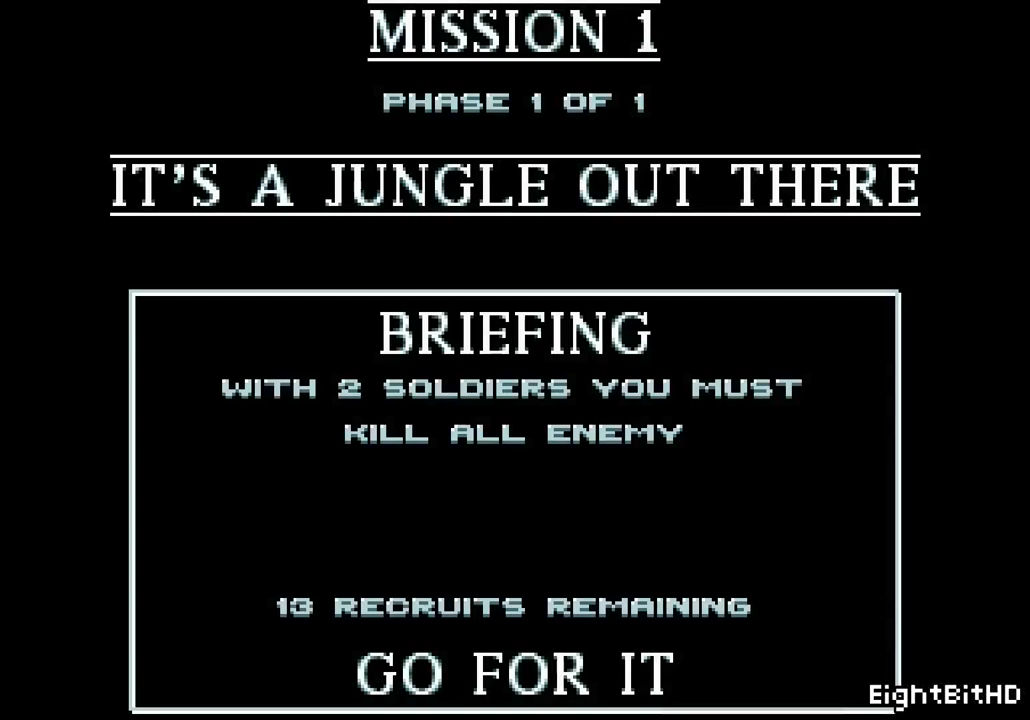 MISSION 1
PHASE 1 OF 1
IT'S A JUNGLE OUT THERE
BRIEFING
WITH 2 SOLDIERS YOU MUST
KILL ALL ENEMY
13 RECRUITS REMAINING
GO FOR IT
EightBitHD